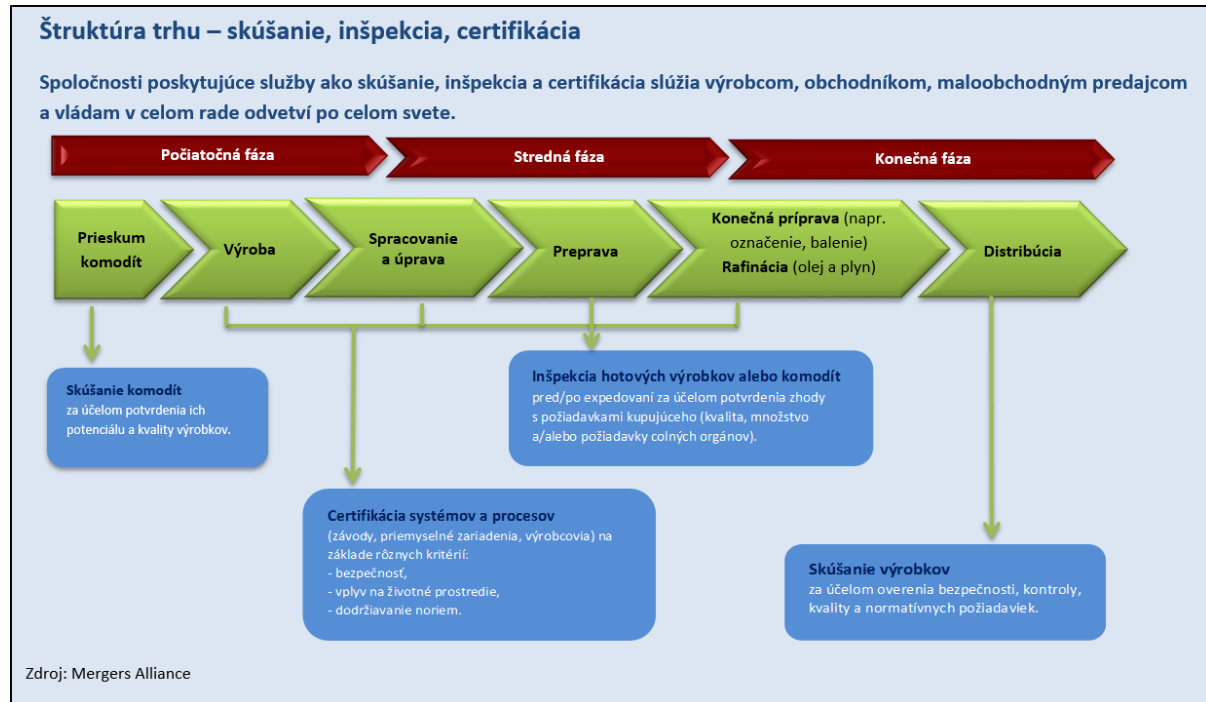 Štruktúra trhu – skúšanie, inšpekcia, certifikácia
Spoločnosti poskytujúce služby ako skúšanie, inšpekcia a certifikácia slúžia výrobcom, obchodníkom, maloobchodným predajcom
a vládam v celom rade odvetví po celom svete.
Počiatočná fáza
Stredná fáza
Konečná fáza
Prieskum
komodít
Výroba
Spracovanie
a úprava
Preprava
Konečná príprava (napr.
označenie, balenie)
Rafinácia (olej a plyn)
Distribúcia
Skúšanie komodít
za účelom potvrdenia ich
potenciálu a kvality výrobkov.
Inšpekcia hotových výrobkov alebo komodít
pred/po expedovaní za účelom potvrdenia zhody
s požiadavkami kupujúceho (kvalita, množstvo
a/alebo požiadavky colných orgánov).
Certifikácia systémov a procesov
(závody, priemyselné zariadenia, výrobcovia) na
základe rôznych kritérií:
- bezpečnosť,
- vplyv na životné prostredie,
- dodržiavanie noriem.
Skúšanie výrobkov
za účelom overenia bezpečnosti, kontroly,
kvality a normatívnych požiadaviek.
Zdroj: Mergers Alliance